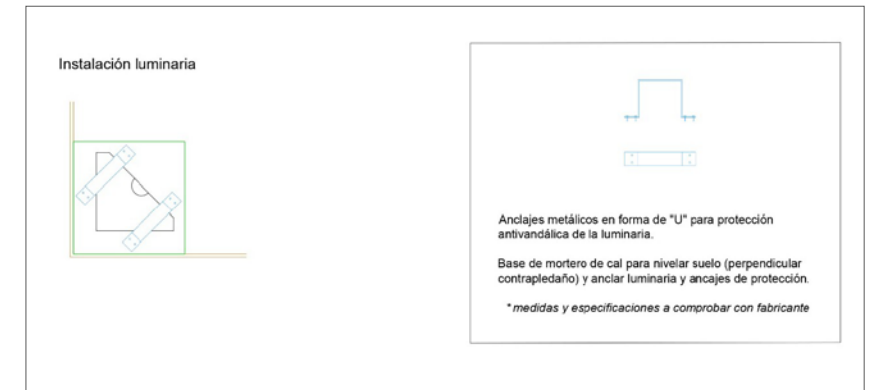 Instalación luminaria
Anclajes metálicos en forma de "U" para protección
antivandálica de la luminaria.
Base de mortero de cal para nivelar suelo (perpendicular
contrapledaño) y anclar luminaria y ancajes de protección.
* medidas y especificaciones a comprobar con fabricante